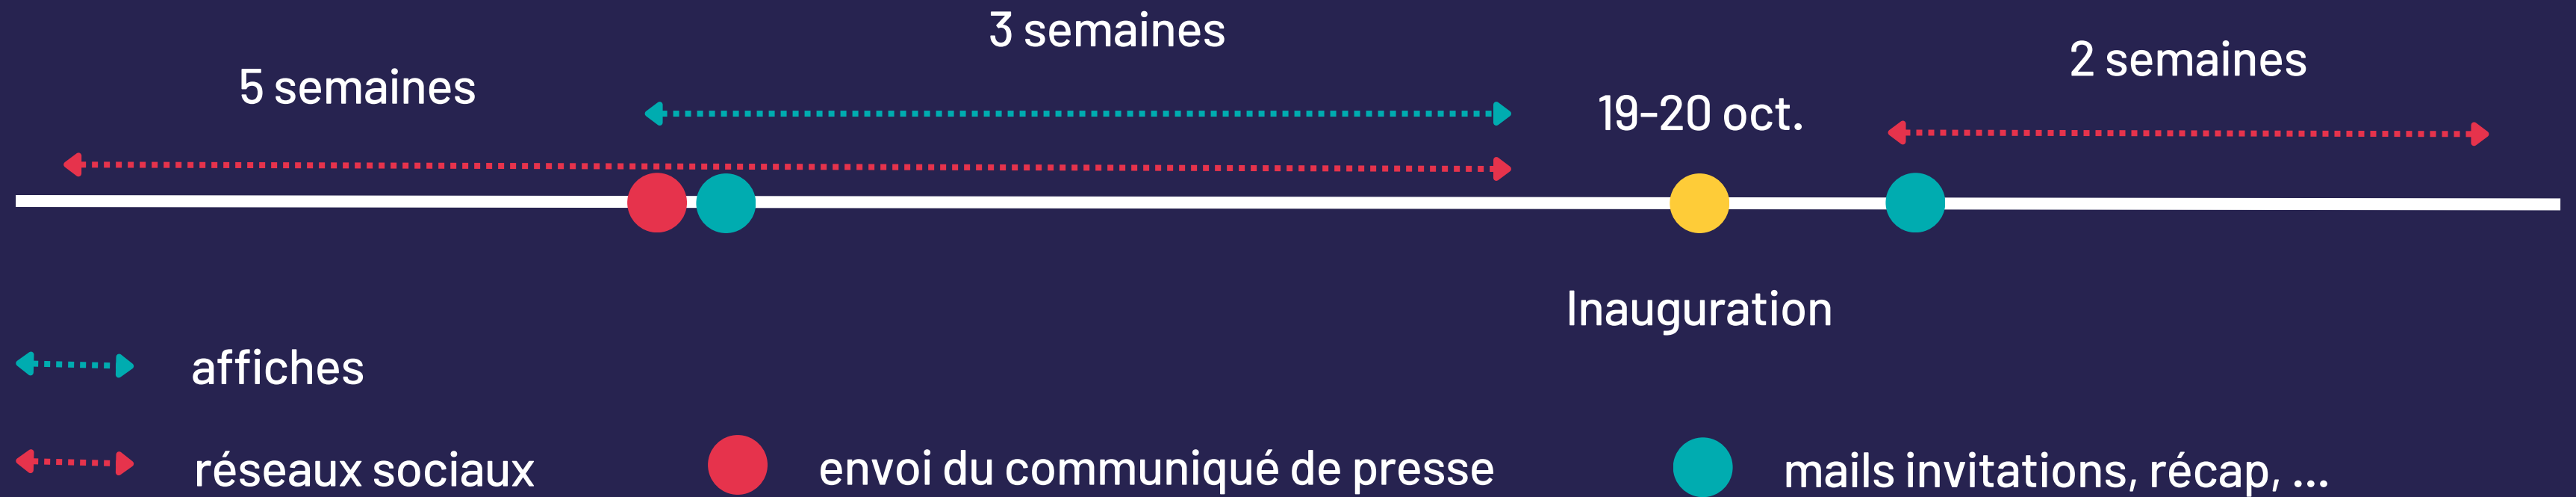 3 semaines
5 semaines
2 semaines
19-20 oct.
Inauguration
affiches
réseaux sociaux
envoi du communiqué de presse
mails invitations, récap, ...